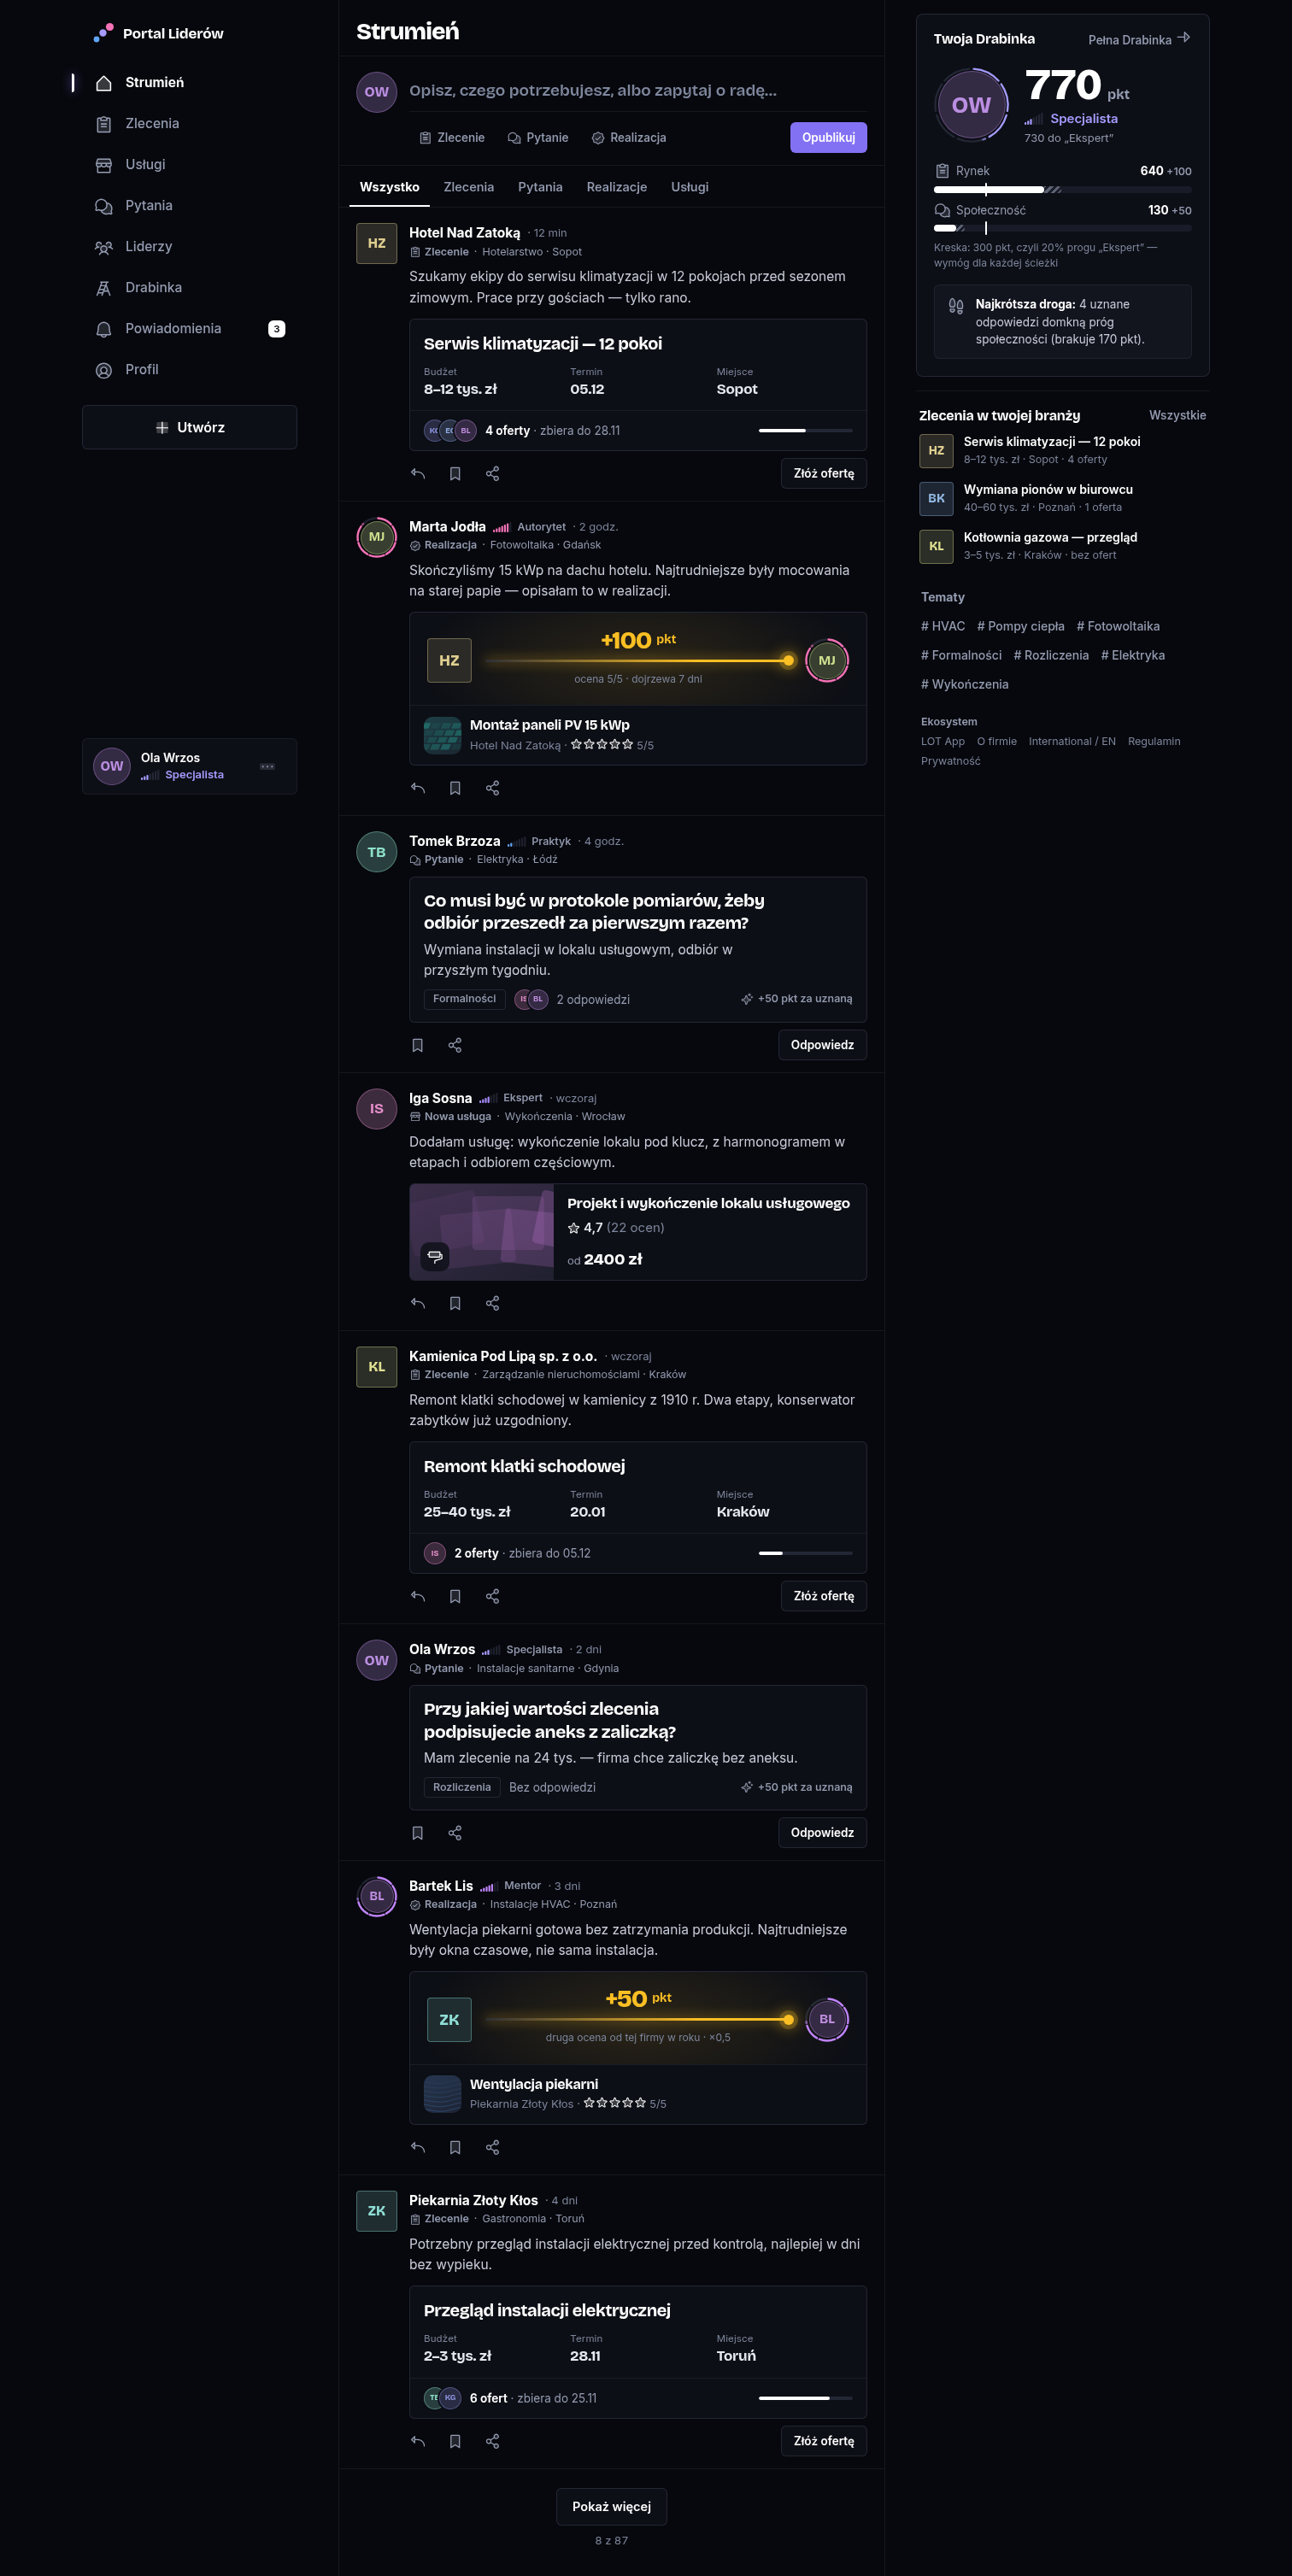 Portal Liderów
Strumień
Zlecenia
Usługi
Pytania
Liderzy
Drabinka
Powiadomienia 3
Profil
Utwórz
OW Ola Wrzos
Specjalista
Strumień
OW Opisz, czego potrzebujesz, albo zapytaj o radę...
Zlecenie Pytanie Realizacja Opublikuj
Wszystko Zlecenia Pytania Realizacje Usługi
HZ Hotel Nad Zatoką · 12 min
Zlecenie · Hotelarstwo · Sopot
Szukamy ekipy do serwisu klimatyzacji w 12 pokojach przed sezonem
zimowym. Prace przy gościach — tylko rano.
Serwis klimatyzacji — 12 pokoi
Budżet Termin Miejsce
8–12 tys. zł 05.12 Sopot
BL 4 oferty · zbiera do 28.11
Złóż ofertę
MJ Marta Jodła Autorytet · 2 godz.
Realizacja · Fotowoltaika · Gdańsk
Skończyliśmy 15 kWp na dachu hotelu. Najtrudniejsze były mocowania
na starej papie — opisałam to w realizacji.
+100 pkt
HZ MJ
ocena 5/5 · dojrzewa 7 dni
Montaż paneli PV 15 kWp
Hotel Nad Zatoką · 5/5
TB Tomek Brzoza Praktyk · 4 godz.
Pytanie · Elektryka · Łódź
Co musi być w protokole pomiarów, żeby
odbiór przeszedł za pierwszym razem?
Wymiana instalacji w lokalu usługowym, odbiór w
przyszłym tygodniu.
Formalności IS BL 2 odpowiedzi +50 pkt za uznaną
Odpowiedz
IS Iga Sosna Ekspert · wczoraj
Nowa usługa · Wykończenia · Wrocław
Dodałam usługę: wykończenie lokalu pod klucz, z harmonogramem w
etapach i odbiorem częściowym.
Projekt i wykończenie lokalu usługowego
4,7 (22 ocen)
od 2400 zł
KL Kamienica Pod Lipą sp. z o.o. · wczoraj
Zlecenie · Zarządzanie nieruchomościami · Kraków
Remont klatki schodowej w kamienicy z 1910 r. Dwa etapy, konserwator
zabytków już uzgodniony.
Remont klatki schodowej
Budżet Termin Miejsce
25–40 tys. zł 20.01 Kraków
IS 2 oferty · zbiera do 05.12
Złóż ofertę
OW Ola Wrzos Specjalista · 2 dni
Pytanie · Instalacje sanitarne · Gdynia
Przy jakiej wartości zlecenia
podpisujecie aneks z zaliczką?
Mam zlecenie na 24 tys. — firma chce zaliczkę bez aneksu.
Rozliczenia Bez odpowiedzi +50 pkt za uznaną
Odpowiedz
BL Bartek Lis Mentor · 3 dni
Realizacja · Instalacje HVAC · Poznań
Wentylacja piekarni gotowa bez zatrzymania produkcji. Najtrudniejsze
były okna czasowe, nie sama instalacja.
+50 pkt
ZK BL
druga ocena od tej firmy w roku · ×0,5
Wentylacja piekarni
Piekarnia Złoty Kłos · 5/5
ZK Piekarnia Złoty Kłos · 4 dni
Zlecenie · Gastronomia · Toruń
Potrzebny przegląd instalacji elektrycznej przed kontrolą, najlepiej w dni
bez wypieku.
Przegląd instalacji elektrycznej
Budżet Termin Miejsce
2–3 tys. zł 28.11 Toruń
KG 6 ofert · zbiera do 25.11
Złóż ofertę
Pokaż więcej
8 z 87
Twoja Drabinka Pełna Drabinka
OW 770 pkt
Specjalista
730 do „Ekspert”
Rynek 640 +100
Społeczność 130 +50
Kreska: 300 pkt, czyli 20% progu „Ekspert” —
wymóg dla każdej ścieżki
Najkrótsza droga: 4 uznane
odpowiedzi domkną próg
społeczności (brakuje 170 pkt).
Zlecenia w twojej branży Wszystkie
HZ Serwis klimatyzacji — 12 pokoi
8–12 tys. zł · Sopot · 4 oferty
BK Wymiana pionów w biurowcu
40–60 tys. zł · Poznań · 1 oferta
KL Kotłownia gazowa — przegląd
3–5 tys. zł · Kraków · bez ofert
Tematy
# HVAC # Pompy ciepła # Fotowoltaika
# Formalności # Rozliczenia # Elektryka
# Wykończenia
Ekosystem
LOT App O firmie International / EN Regulamin
Prywatność